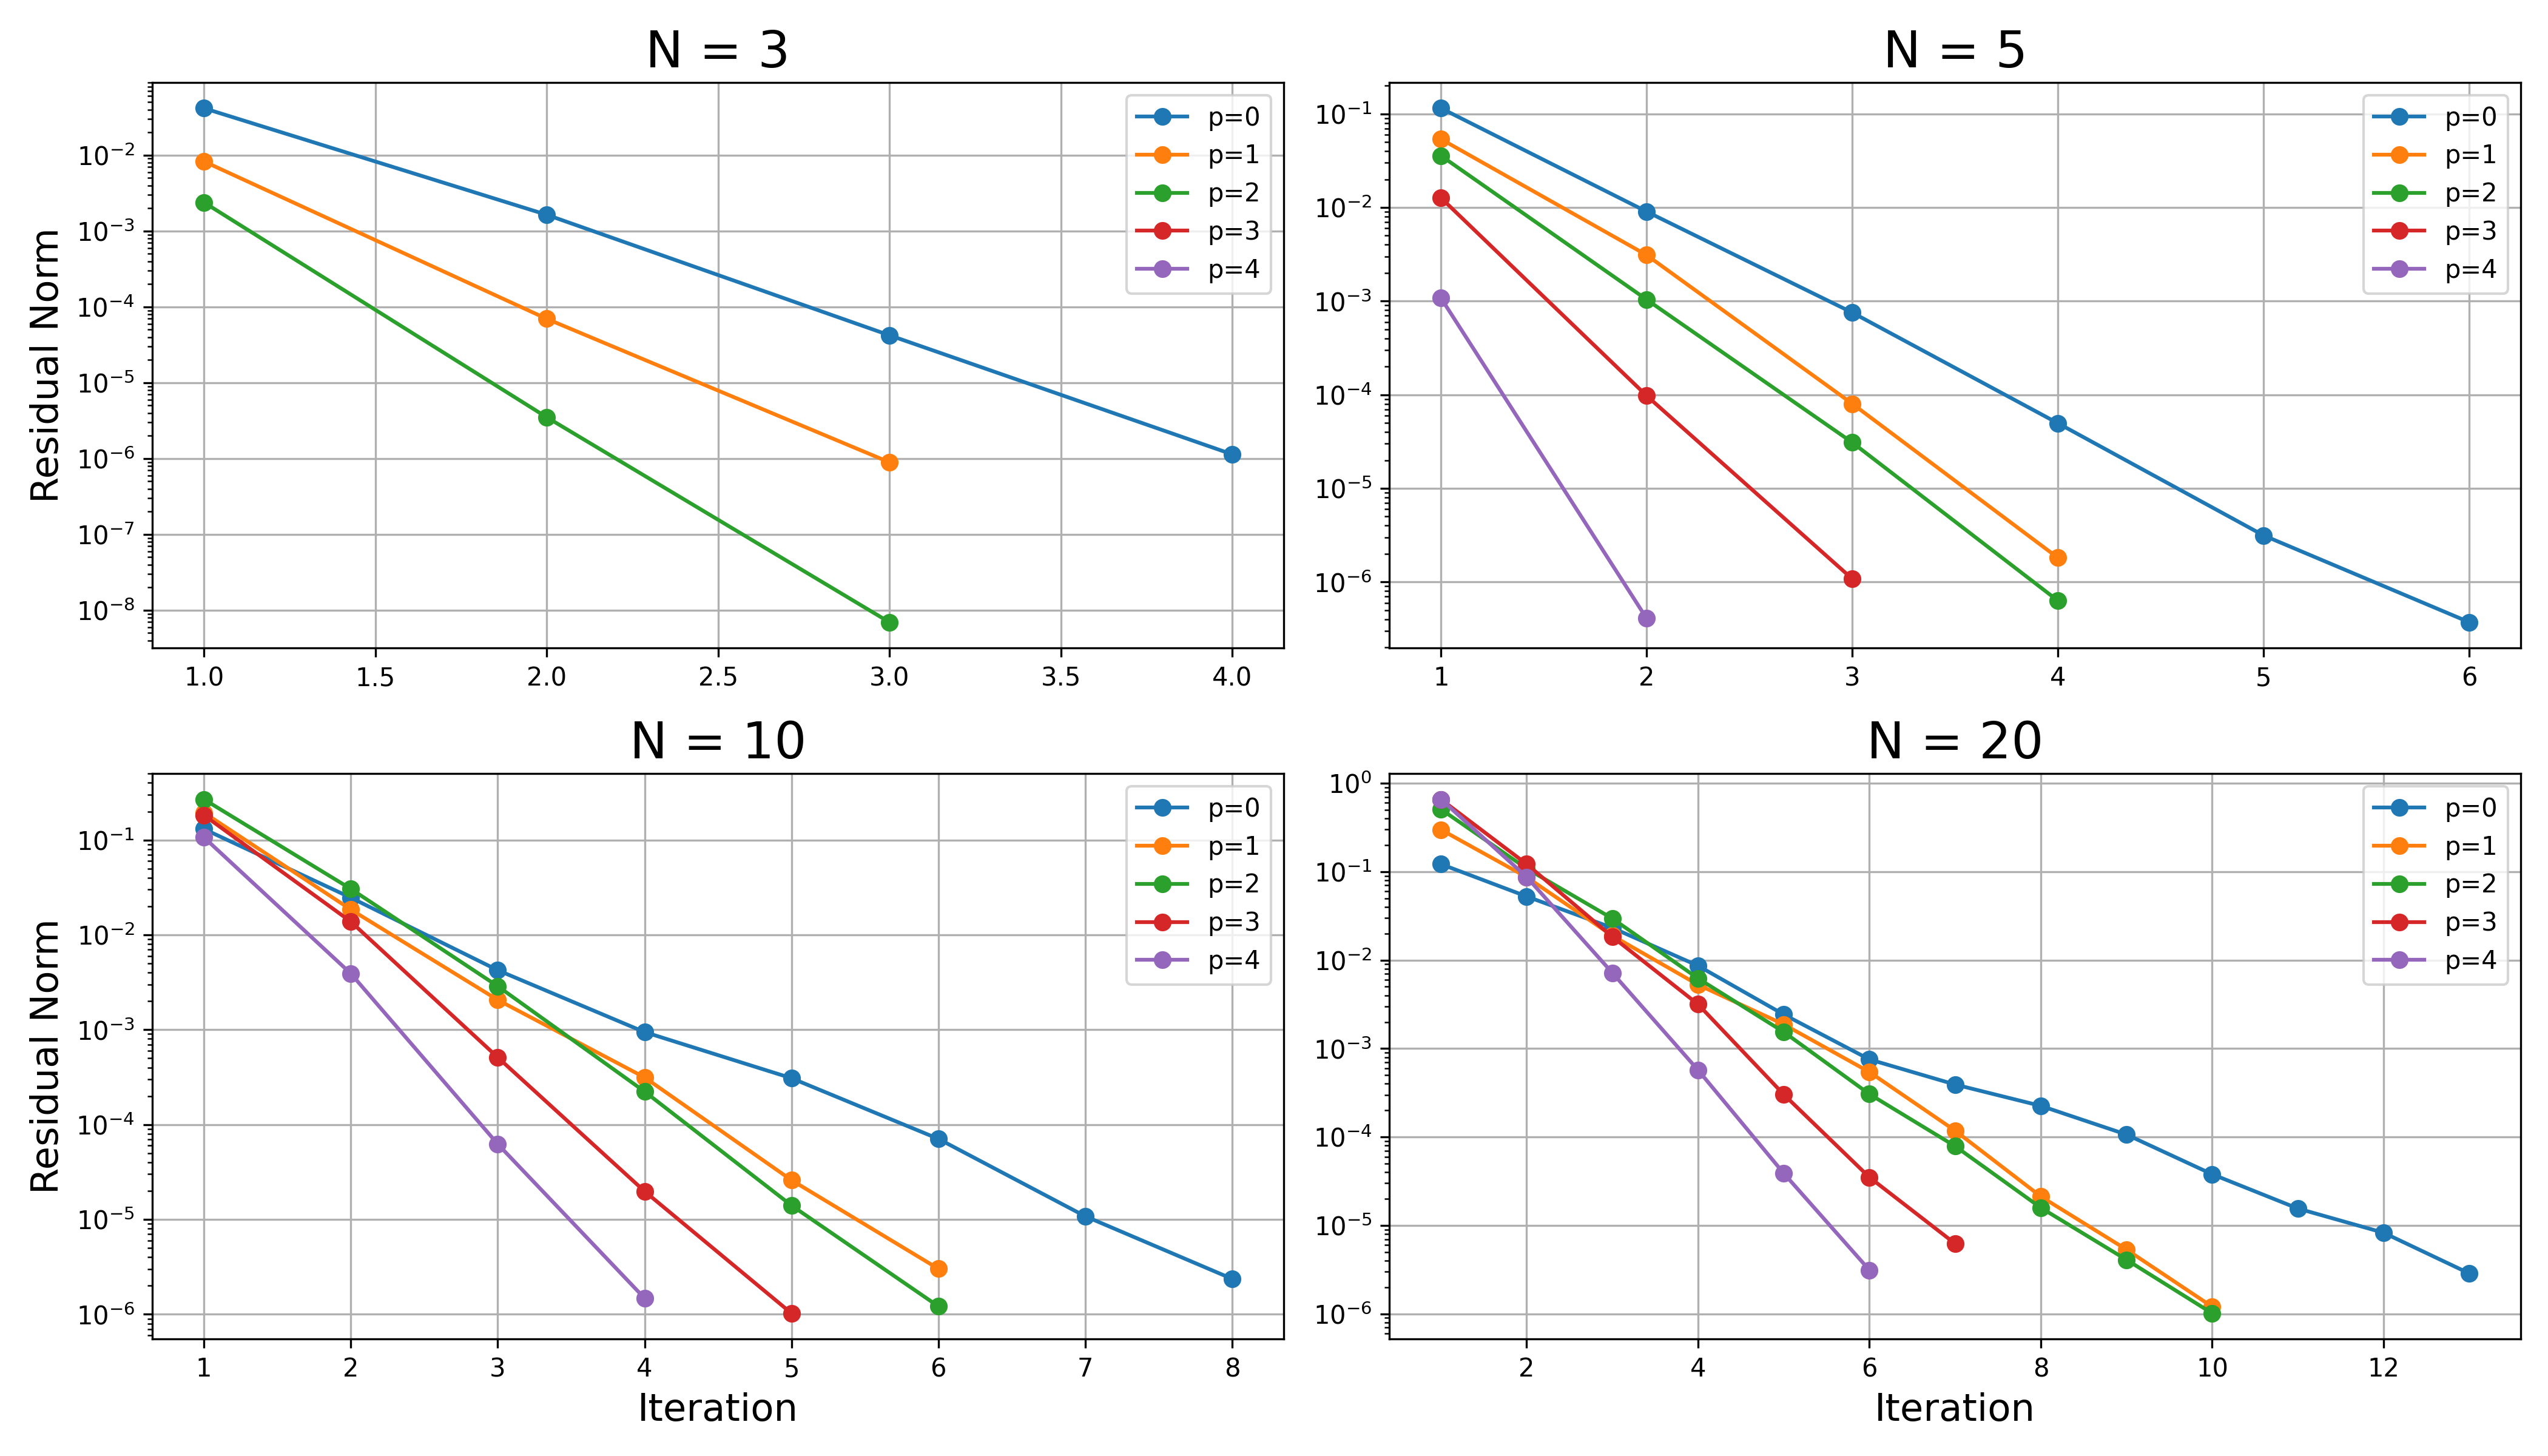 N = 3
Residual Norm
10⁻²
10⁻³
10⁻⁴
10⁻⁵
10⁻⁶
10⁻⁷
10⁻⁸
1.0 1.5 2.0 2.5 3.0 3.5 4.0
p=0
p=1
p=2
p=3
p=4
N = 5
10⁻¹
10⁻²
10⁻³
10⁻⁴
10⁻⁵
10⁻⁶
1 2 3 4 5 6
p=0
p=1
p=2
p=3
p=4
N = 10
Residual Norm
10⁻¹
10⁻²
10⁻³
10⁻⁴
10⁻⁵
10⁻⁶
1 2 3 4 5 6 7 8
Iteration
p=0
p=1
p=2
p=3
p=4
N = 20
10⁰
10⁻¹
10⁻²
10⁻³
10⁻⁴
10⁻⁵
10⁻⁶
2 4 6 8 10 12
Iteration
p=0
p=1
p=2
p=3
p=4